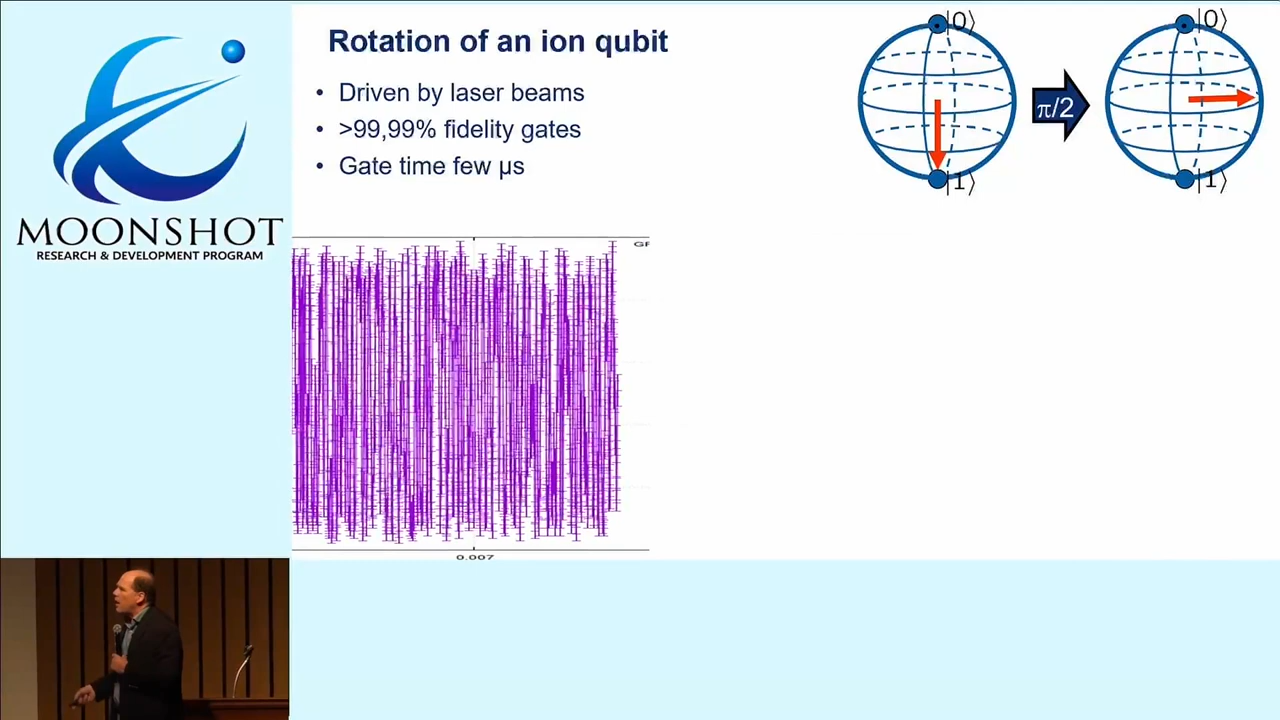 MOONSHOT
RESEARCH & DEVELOPMENT PROGRAM
Rotation of an ion qubit
• Driven by laser beams
• >99,99% fidelity gates
• Gate time few μs
|0⟩
|1⟩
π/2
|0⟩
|1⟩
GF
0.007